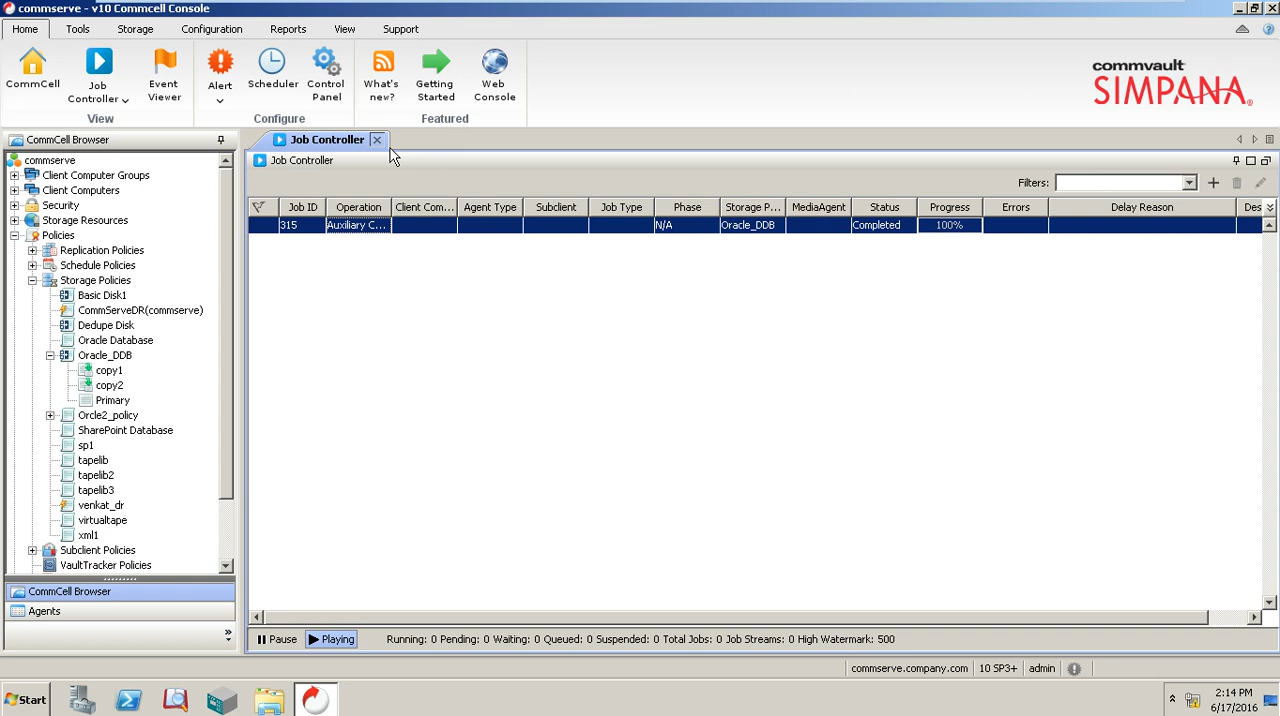 commserve - v10 Commcell Console
Home Tools Storage Configuration Reports View Support
CommCell Job Controller Event Viewer Alert Scheduler Control Panel What's new? Getting Started Web Console
View Configure Featured
commvault
SIMPANA
CommCell Browser
commserve
Client Computer Groups
Client Computers
Security
Storage Resources
Policies
Replication Policies
Schedule Policies
Storage Policies
Basic Disk1
CommServeDR(commserve)
Dedupe Disk
Oracle Database
Oracle_DDB
copy1
copy2
Primary
Orcle2_policy
SharePoint Database
sp1
tapelib
tapelib2
tapelib3
venkat_dr
virtualtape
xml1
Subclient Policies
VaultTracker Policies
CommCell Browser
Agents
Job Controller
Job Controller
Filters:
Job ID Operation Client Com... Agent Type Subclient Job Type Phase Storage P... MediaAgent Status Progress Errors Delay Reason Des
315 Auxiliary C... N/A Oracle_DDB Completed 100%
Pause Playing Running: 0 Pending: 0 Waiting: 0 Queued: 0 Suspended: 0 Total Jobs: 0 Job Streams: 0 High Watermark: 500
commserve.company.com 10 SP3+ admin
Start
2:14 PM
6/17/2016